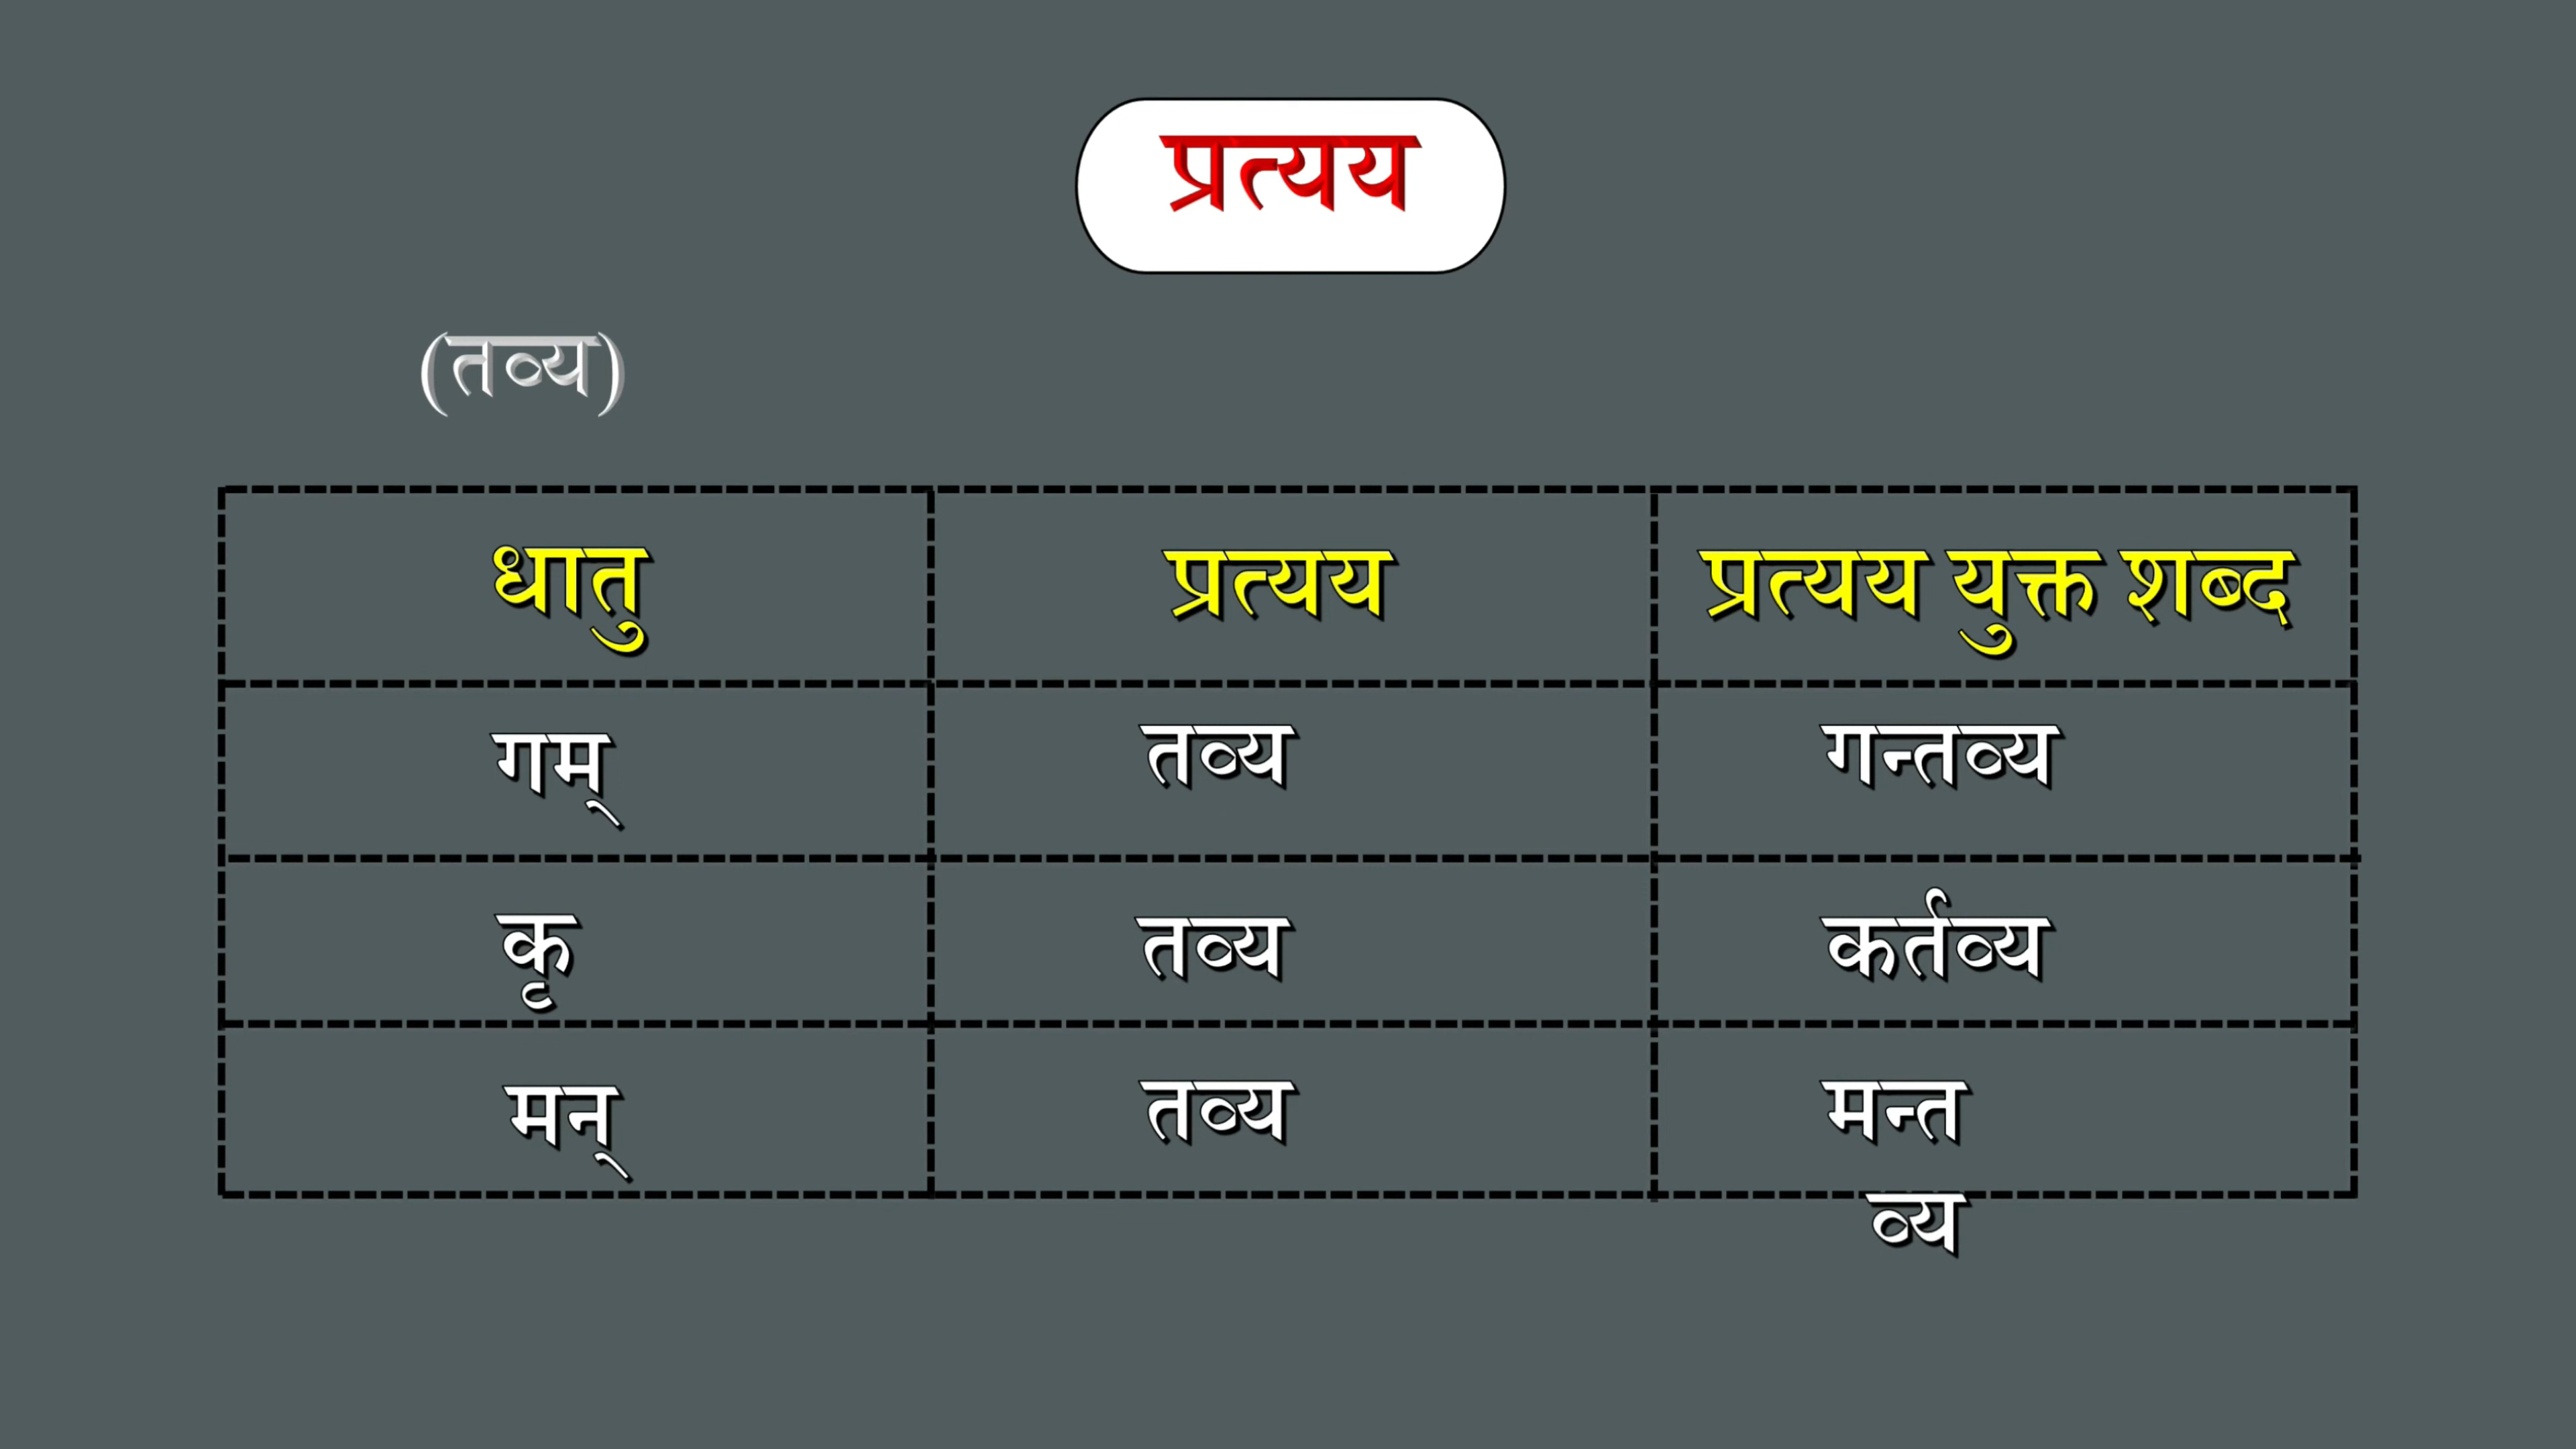 प्रत्यय
(तव्य)
धातु प्रत्यय प्रत्यय युक्त शब्द
गम् तव्य गन्तव्य
कृ तव्य कर्तव्य
मन् तव्य मन्त
व्य